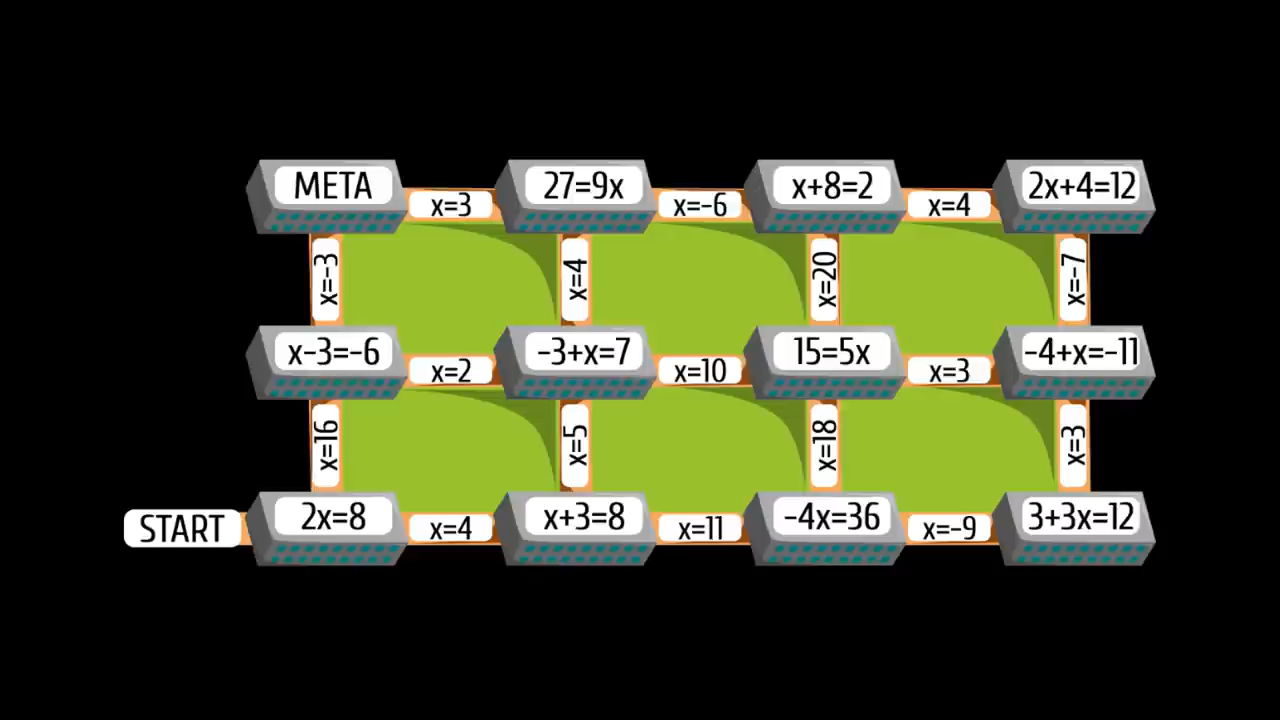 META x=3 27=9x x=-6 x+8=2 x=4 2x+4=12
x=-3 x=4 x=20 x=-7
x-3=-6 x=2 -3+x=7 x=10 15=5x x=3 -4+x=-11
x=16 x=5 x=18 x=3
START 2x=8 x=4 x+3=8 x=11 -4x=36 x=-9 3+3x=12